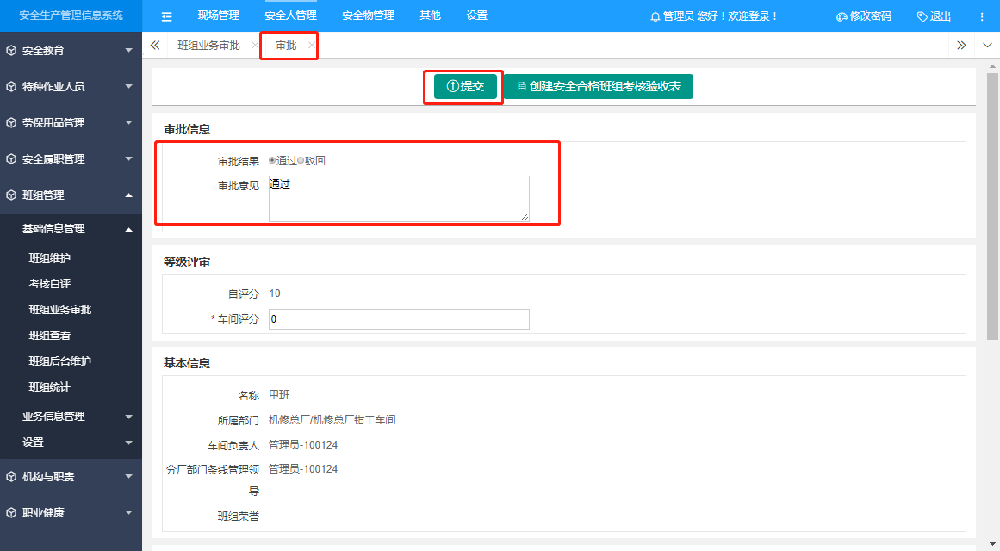 安全生产管理信息系统
现场管理 安全人管理 安全物管理 其他 设置
管理员 您好！欢迎登录！ 修改密码 退出
安全教育
特种作业人员
劳保用品管理
安全履职管理
班组管理
基础信息管理
班组维护
考核自评
班组业务审批
班组查看
班组后台维护
班组统计
业务信息管理
设置
机构与职责
职业健康
班组业务审批 审批
提交 创建安全合格班组考核验收表
审批信息
审批结果 通过 驳回
审批意见 通过
等级评审
自评分 10
* 车间评分 0
基本信息
名称 甲班
所属部门 机修总厂/机修总厂钳工车间
车间负责人 管理员-100124
分厂部门条线管理领 管理员-100124
导
班组荣誉